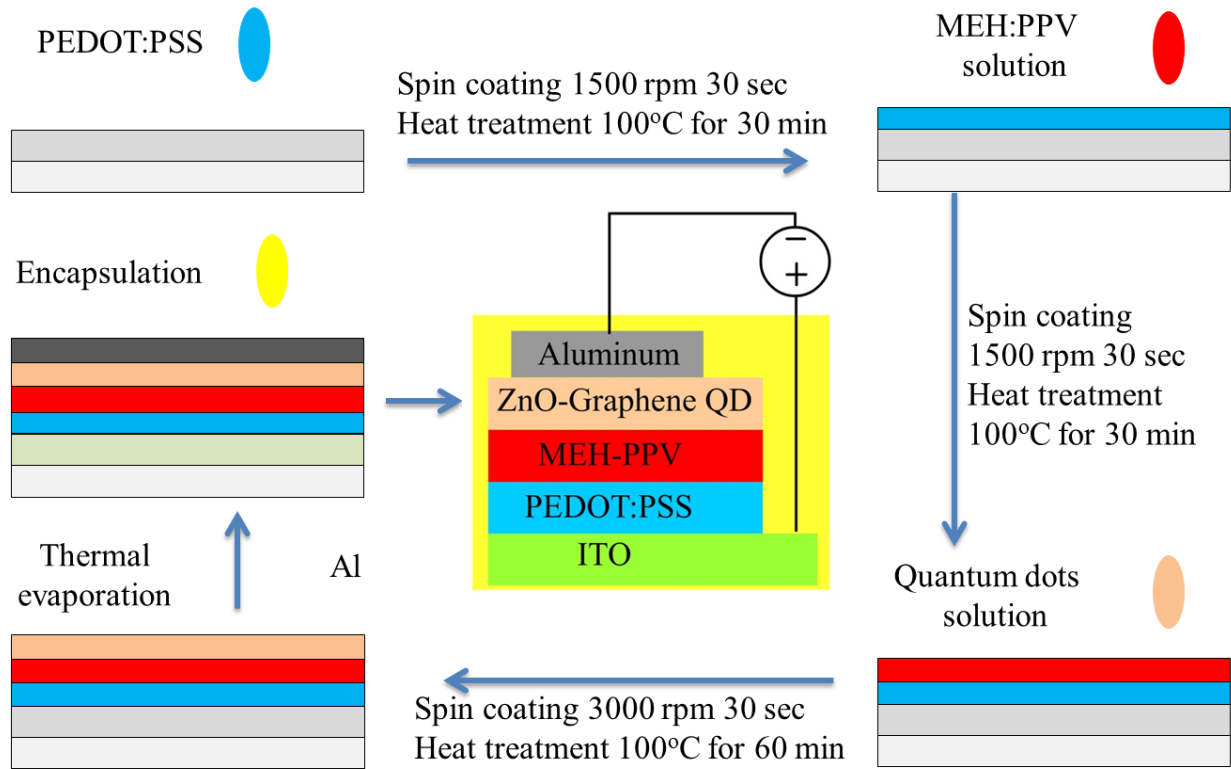 PEDOT:PSS
Spin coating 1500 rpm 30 sec
Heat treatment 100°C for 30 min
MEH:PPV
solution
Spin coating
1500 rpm 30 sec
Heat treatment
100°C for 30 min
Quantum dots
solution
Spin coating 3000 rpm 30 sec
Heat treatment 100°C for 60 min
Thermal
evaporation
Al
Encapsulation
−
+
Aluminum
ZnO-Graphene QD
MEH-PPV
PEDOT:PSS
ITO